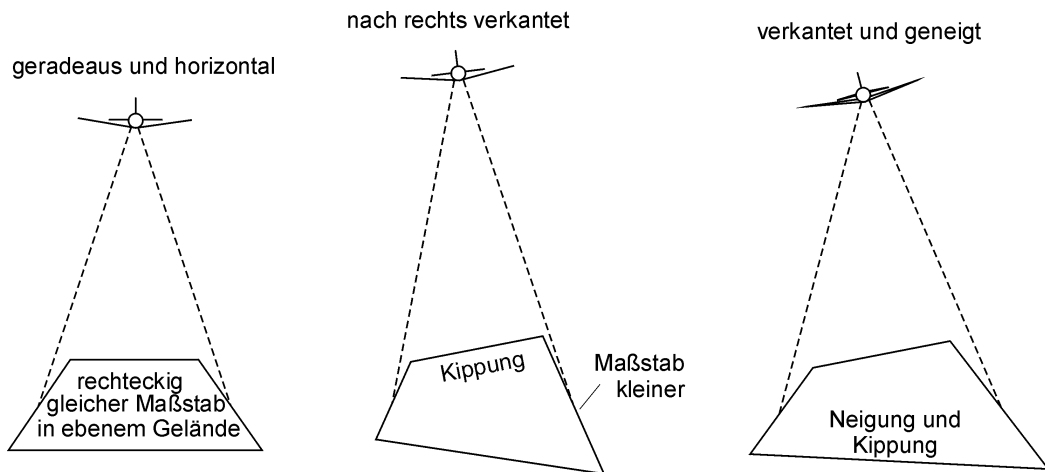 geradeaus und horizontal
rechteckig
gleicher Maßstab
in ebenem Gelände
nach rechts verkantet
Kippung
Maßstab
kleiner
verkantet und geneigt
Neigung und
Kippung